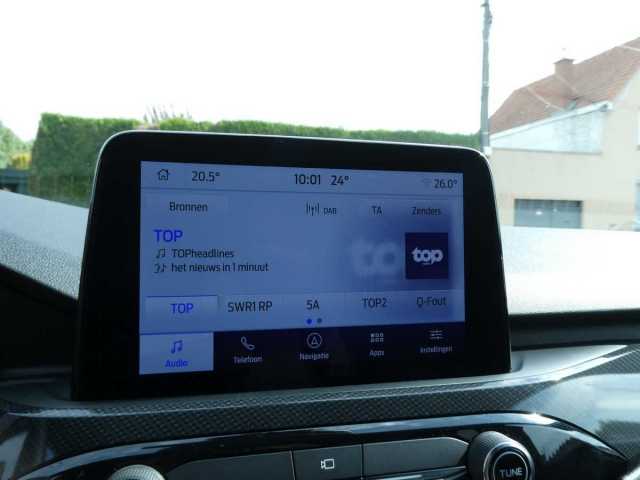 20.5° 10:01 24° 26.0°
Bronnen DAB TA Zenders
TOP
TOPheadlines
het nieuws in 1 minuut
top
TOP SWR1 RP 5A TOP2 Q-Fout
Audio Telefoon Navigatie Apps Instellingen
TUNE